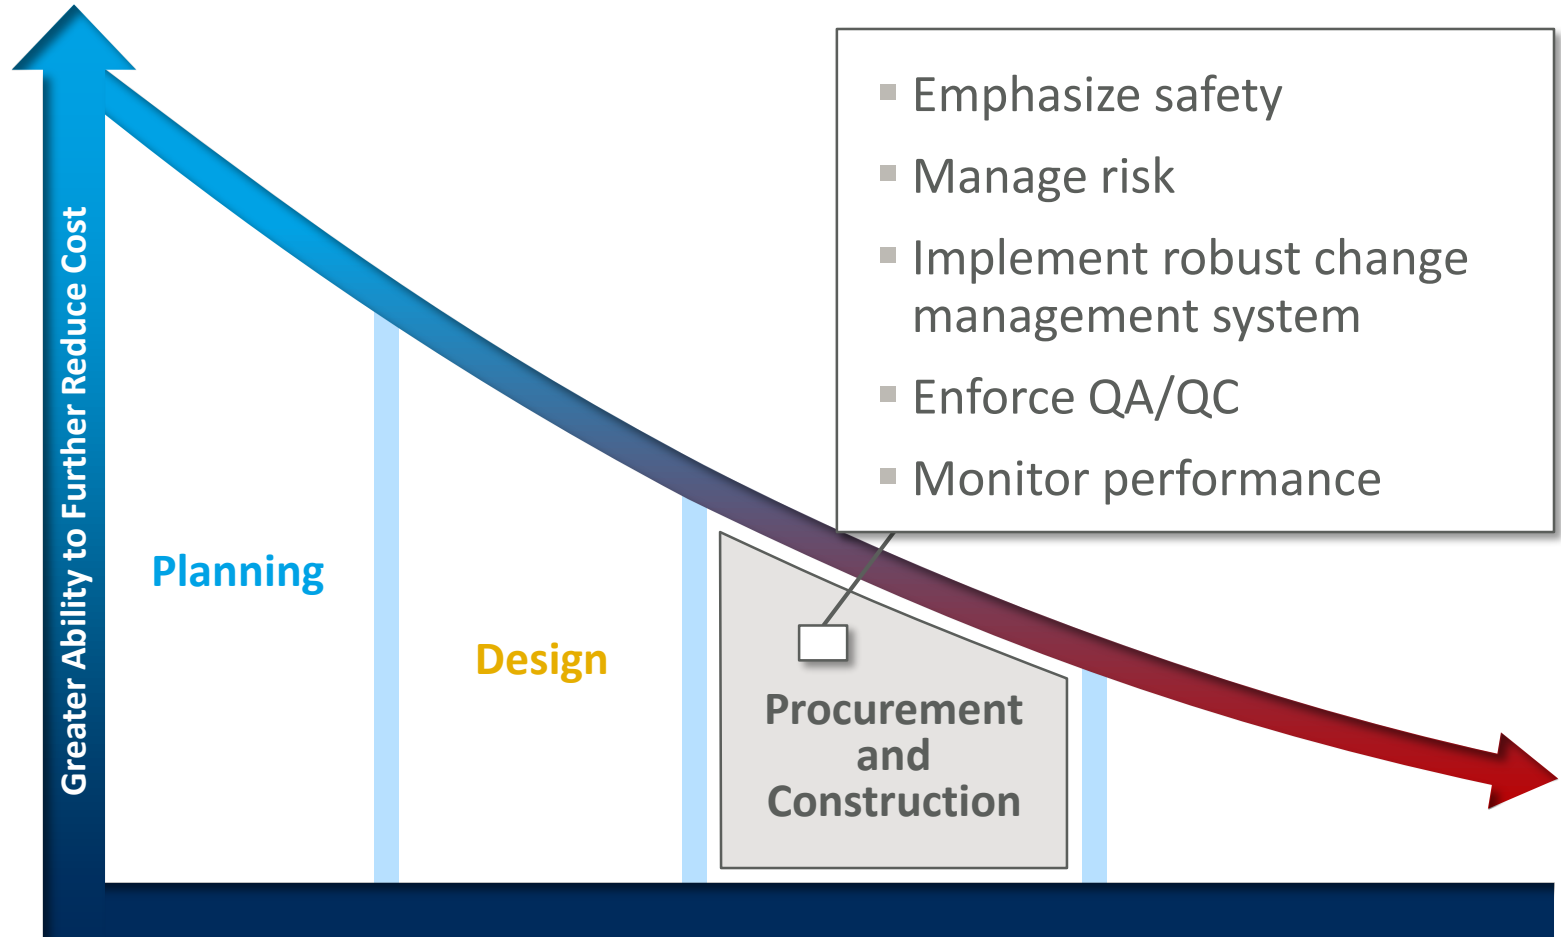 Greater Ability to Further Reduce Cost
Emphasize safety
Manage risk
Implement robust change
management system
Enforce QA/QC
Monitor performance
Planning
Design
Procurement
and
Construction